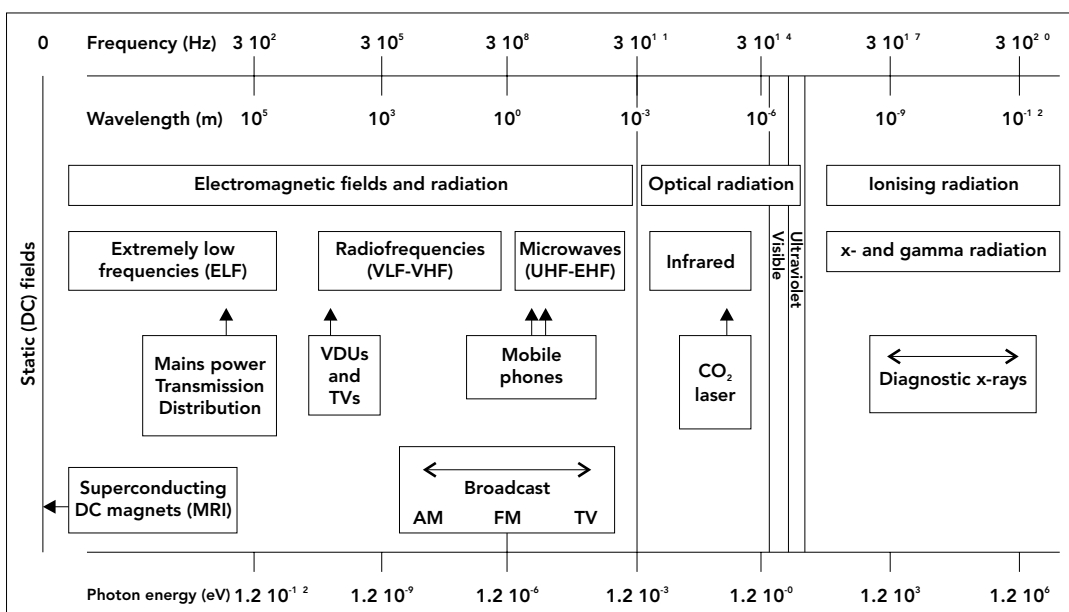 0 Frequency (Hz) 3 10² 3 10⁵ 3 10⁸ 3 10¹¹ 3 10¹⁴ 3 10¹⁷ 3 10²⁰
Wavelength (m) 10⁵ 10³ 10⁰ 10⁻³ 10⁻⁶ 10⁻⁹ 10⁻¹²
Static (DC) fields
Electromagnetic fields and radiation
Optical radiation
Ionising radiation
Extremely low
frequencies (ELF)
Radiofrequencies
(VLF-VHF)
Microwaves
(UHF-EHF)
Infrared
Visible
Ultraviolet
x- and gamma radiation
Mains power
Transmission
Distribution
VDUs
and
TVs
Mobile
phones
CO₂
laser
Diagnostic x-rays
Superconducting
DC magnets (MRI)
Broadcast
AM FM TV
Photon energy (eV) 1.2 10⁻¹² 1.2 10⁻⁹ 1.2 10⁻⁶ 1.2 10⁻³ 1.2 10⁻⁰ 1.2 10³ 1.2 10⁶